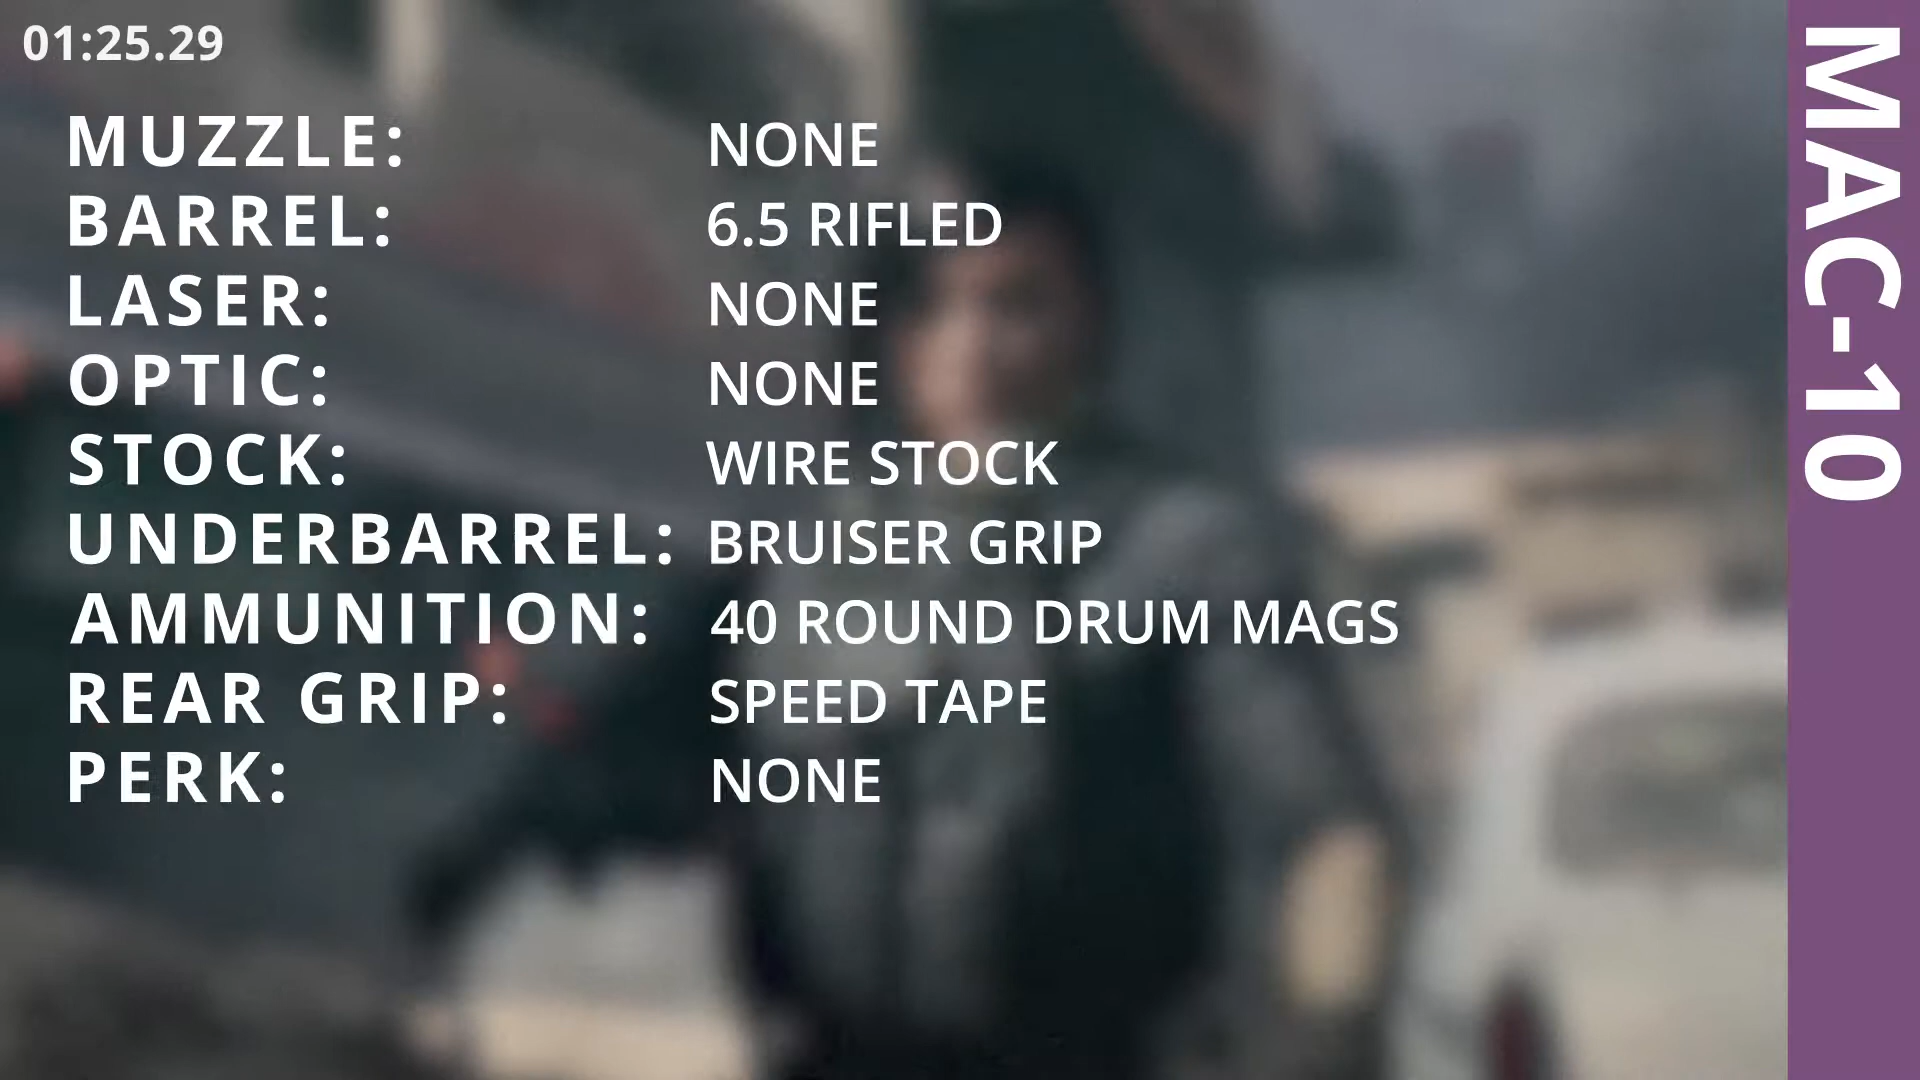 01:25.29
MUZZLE: NONE
BARREL: 6.5 RIFLED
LASER: NONE
OPTIC: NONE
STOCK: WIRE STOCK
UNDERBARREL: BRUISER GRIP
AMMUNITION: 40 ROUND DRUM MAGS
REAR GRIP: SPEED TAPE
PERK: NONE
MAC-10